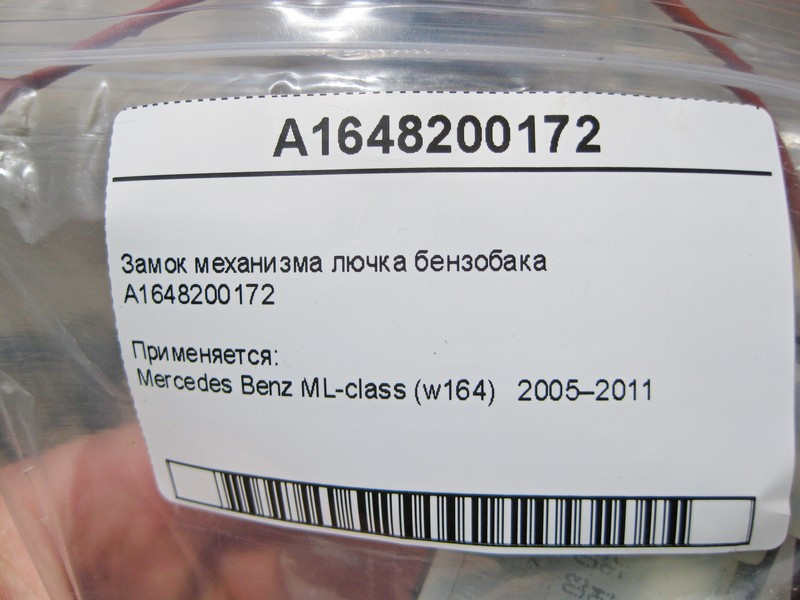 A1648200172
Замок механизма лючка бензобака
A1648200172
Применяется:
Mercedes Benz ML-class (w164) 2005–2011